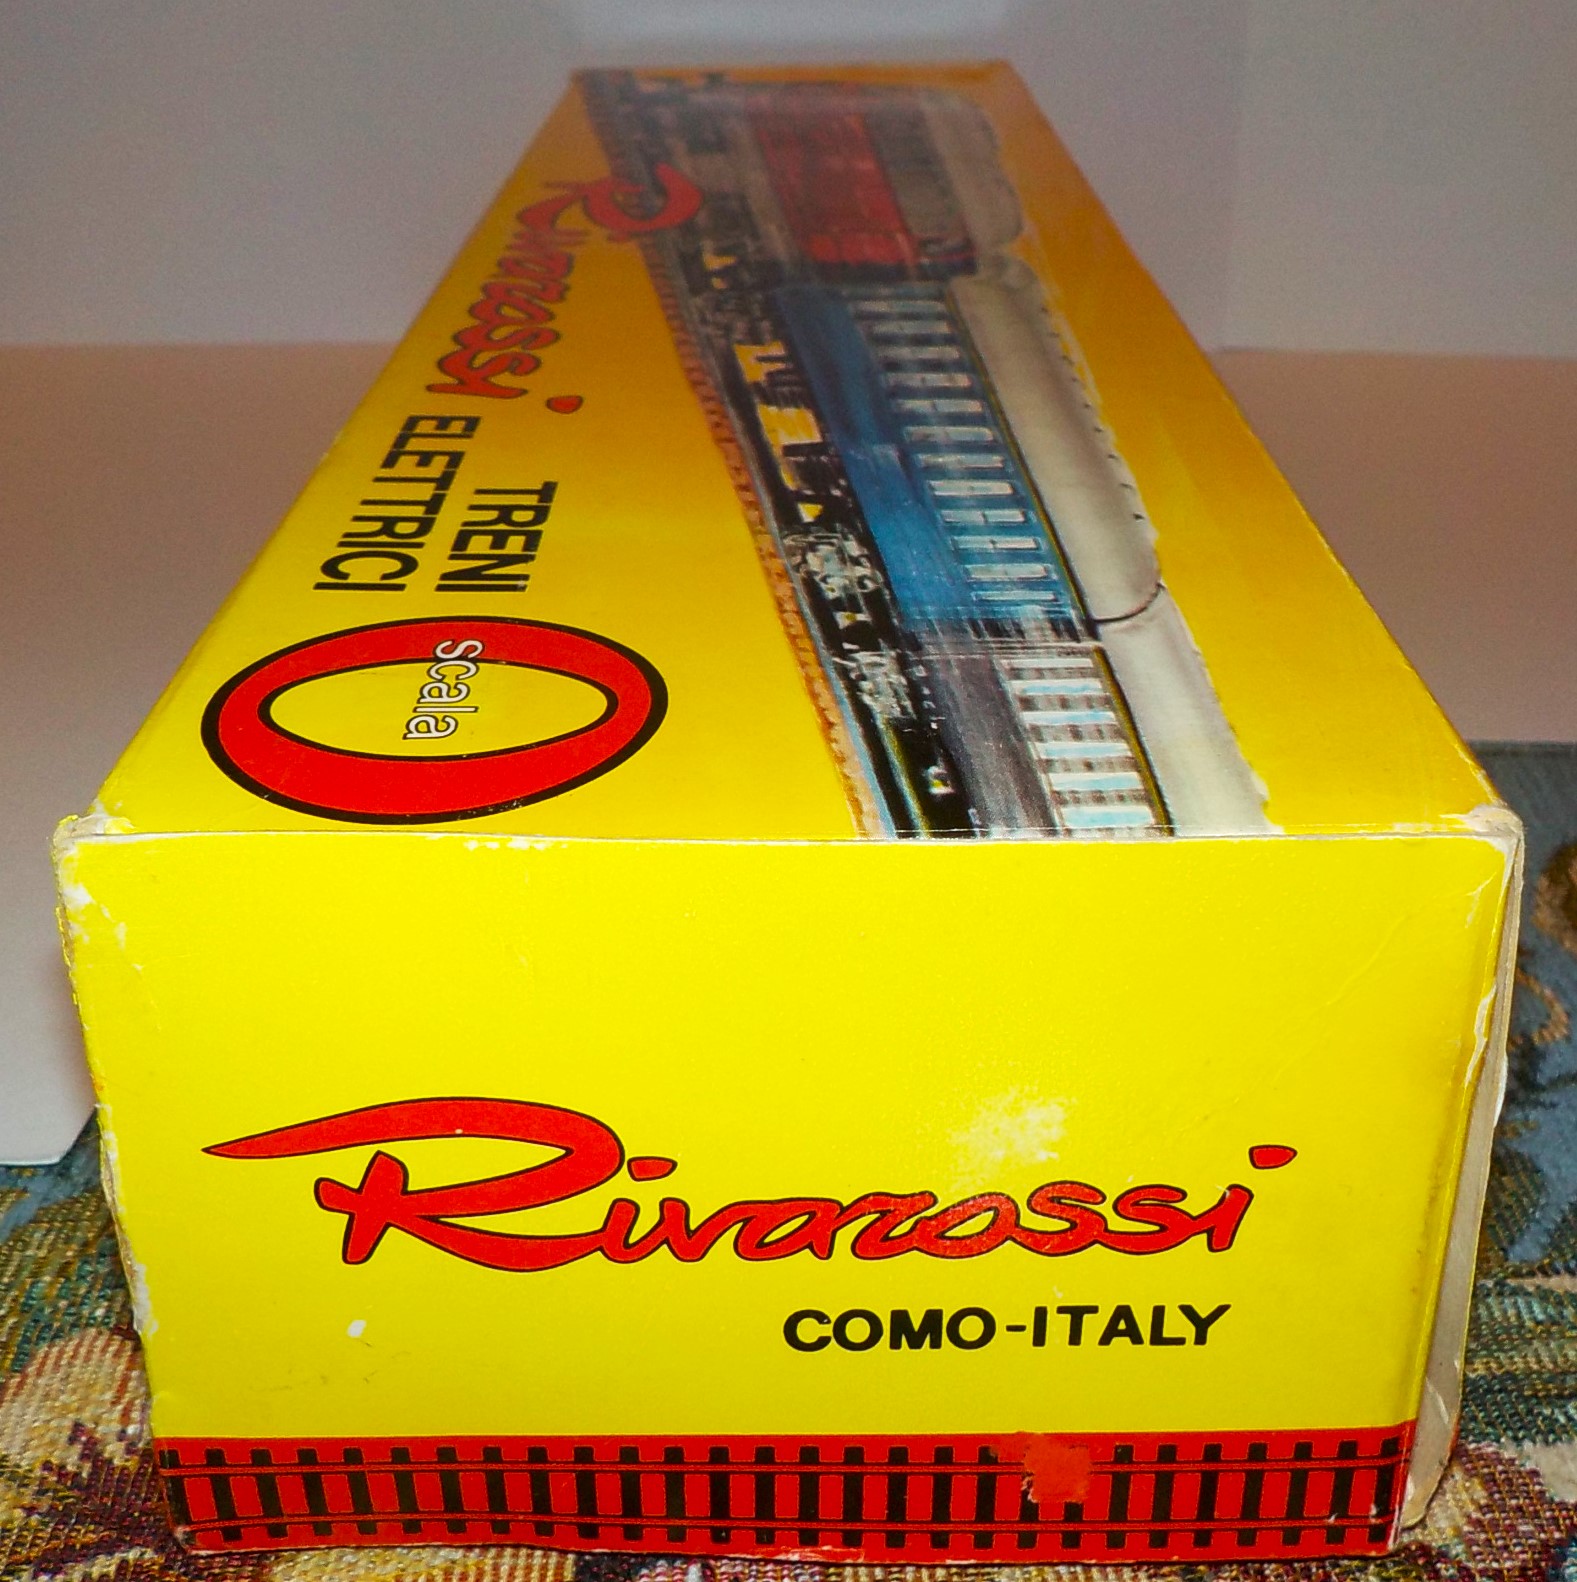 Rivarossi
TRENI
ELETTRICI
scala
O
Rivarossi
COMO-ITALY